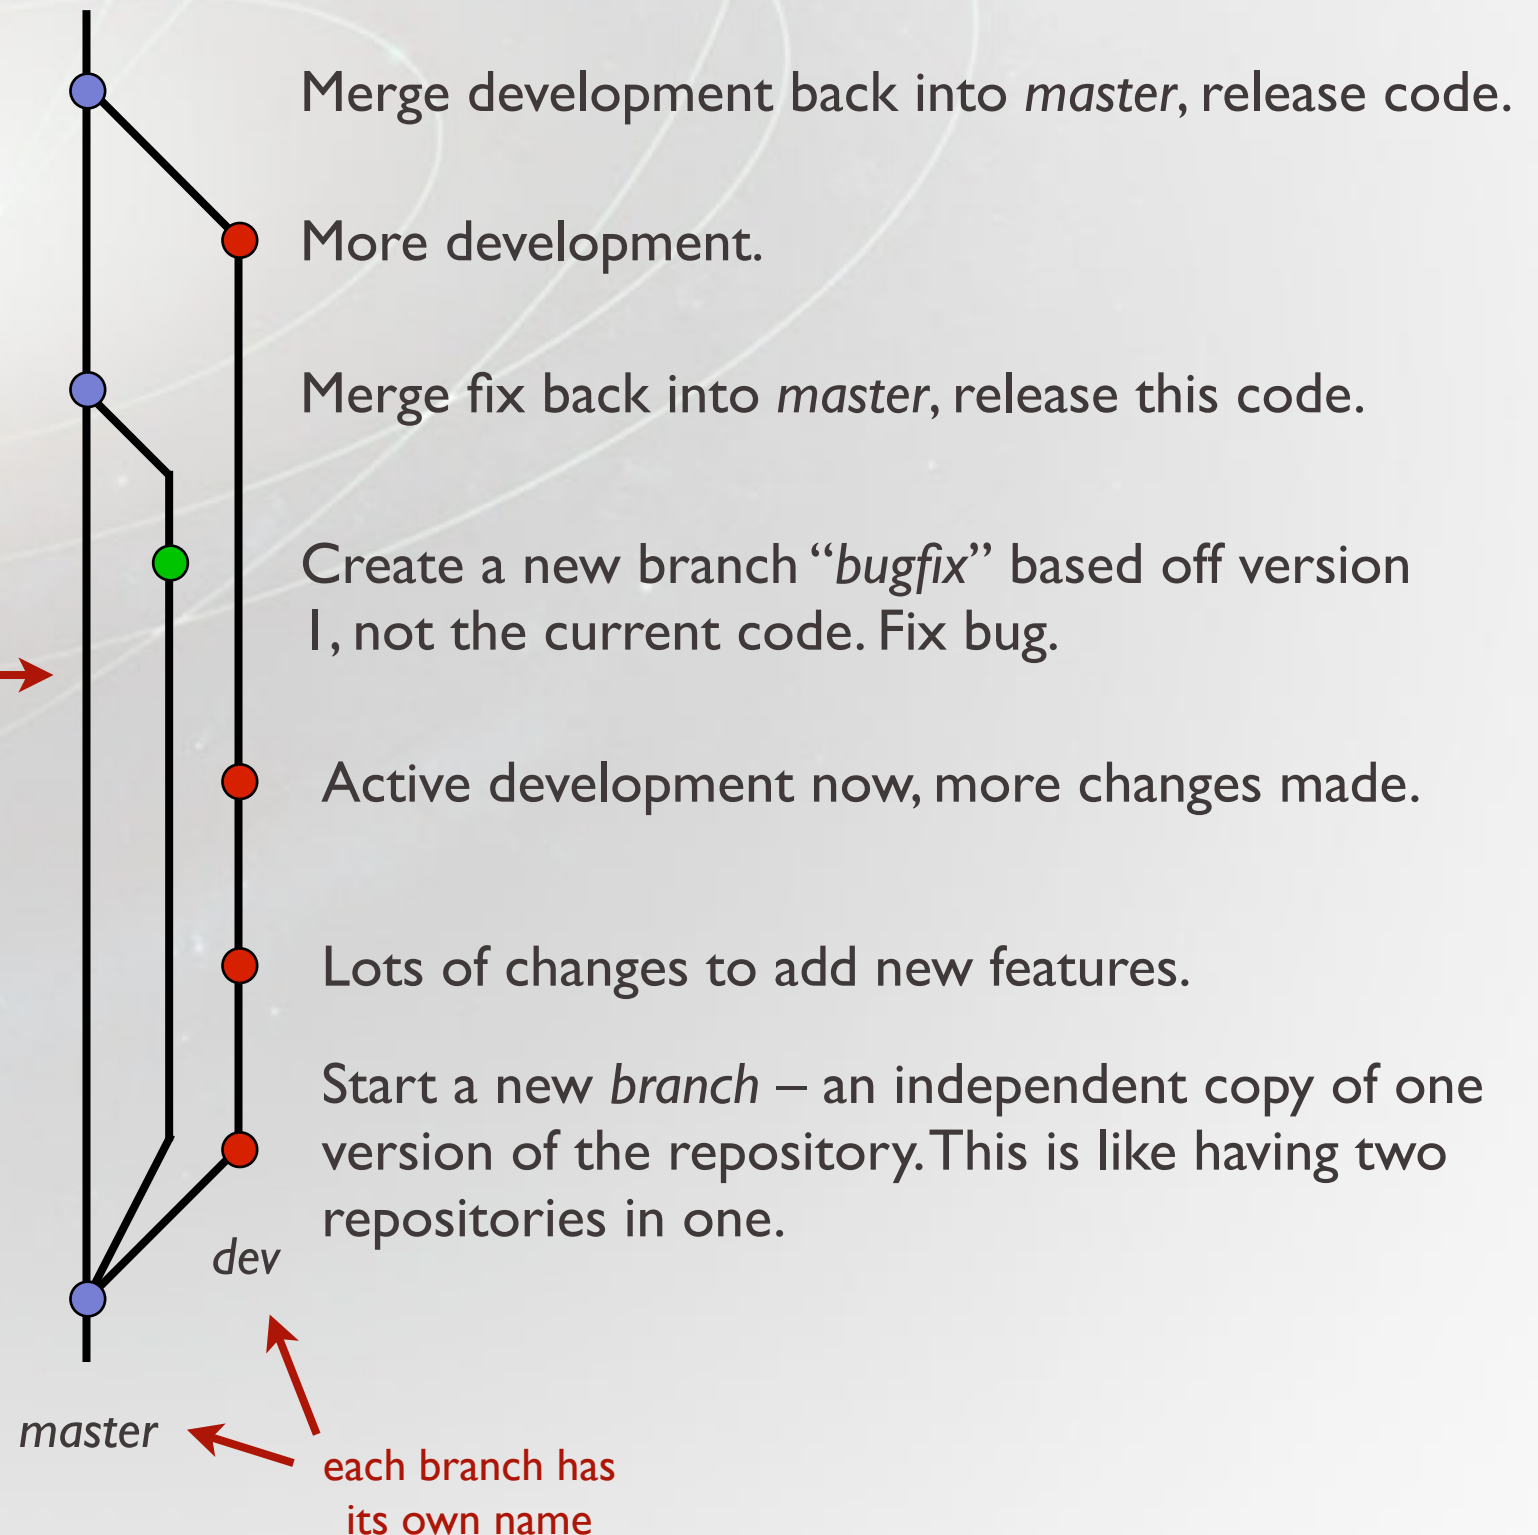 Merge development back into master, release code.
More development.
Merge fix back into master, release this code.
Create a new branch “bugfix” based off version
1, not the current code. Fix bug.
Active development now, more changes made.
Lots of changes to add new features.
Start a new branch – an independent copy of one
version of the repository. This is like having two
repositories in one.
dev
master
each branch has
its own name